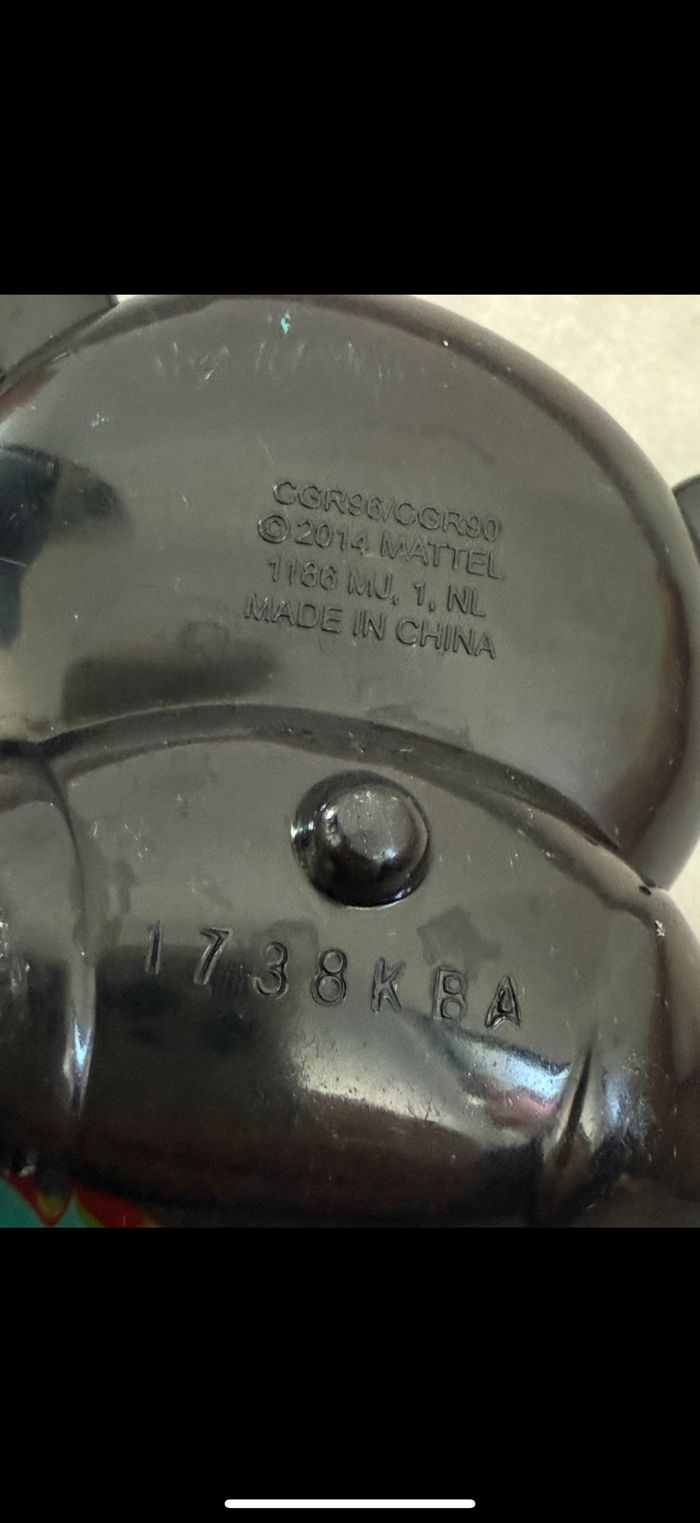 CGR96/CGR90
©2014 MATTEL
1186 MJ, 1, NL
MADE IN CHINA
1738KBA